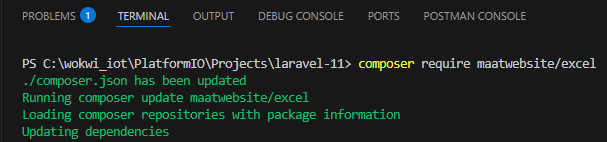 PROBLEMS 1 TERMINAL OUTPUT DEBUG CONSOLE PORTS POSTMAN CONSOLE
PS C:\wokwi_iot\PlatformIO\Projects\laravel-11> composer require maatwebsite/excel
./composer.json has been updated
Running composer update maatwebsite/excel
Loading composer repositories with package information
Updating dependencies